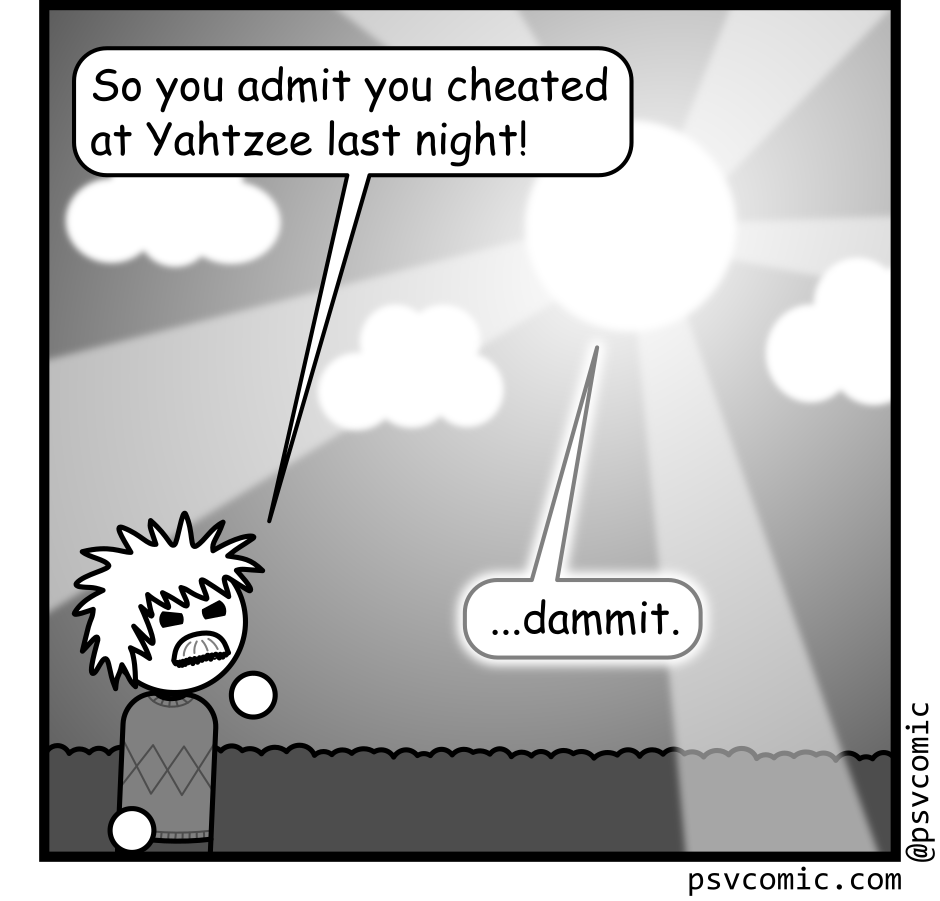 So you admit you cheated
at Yahtzee last night!
...dammit.
@psvcomic
psvcomic.com